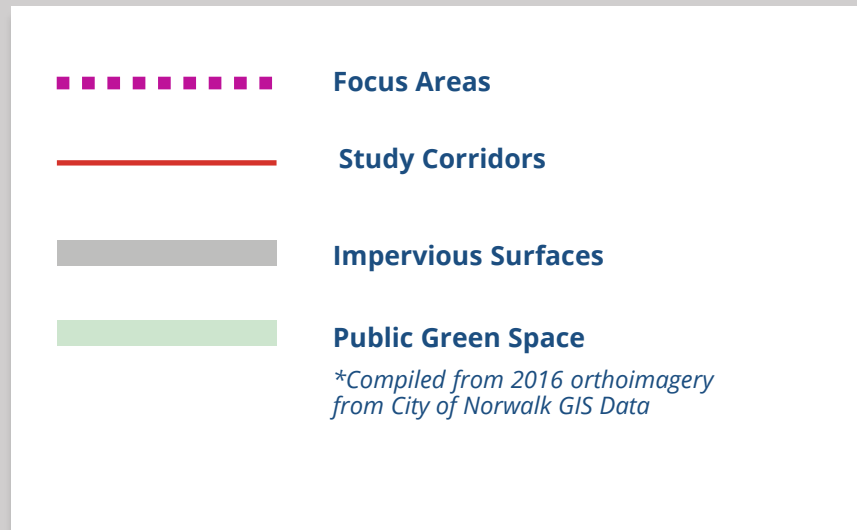 Focus Areas
Study Corridors
Impervious Surfaces
Public Green Space
*Compiled from 2016 orthoimagery
from City of Norwalk GIS Data